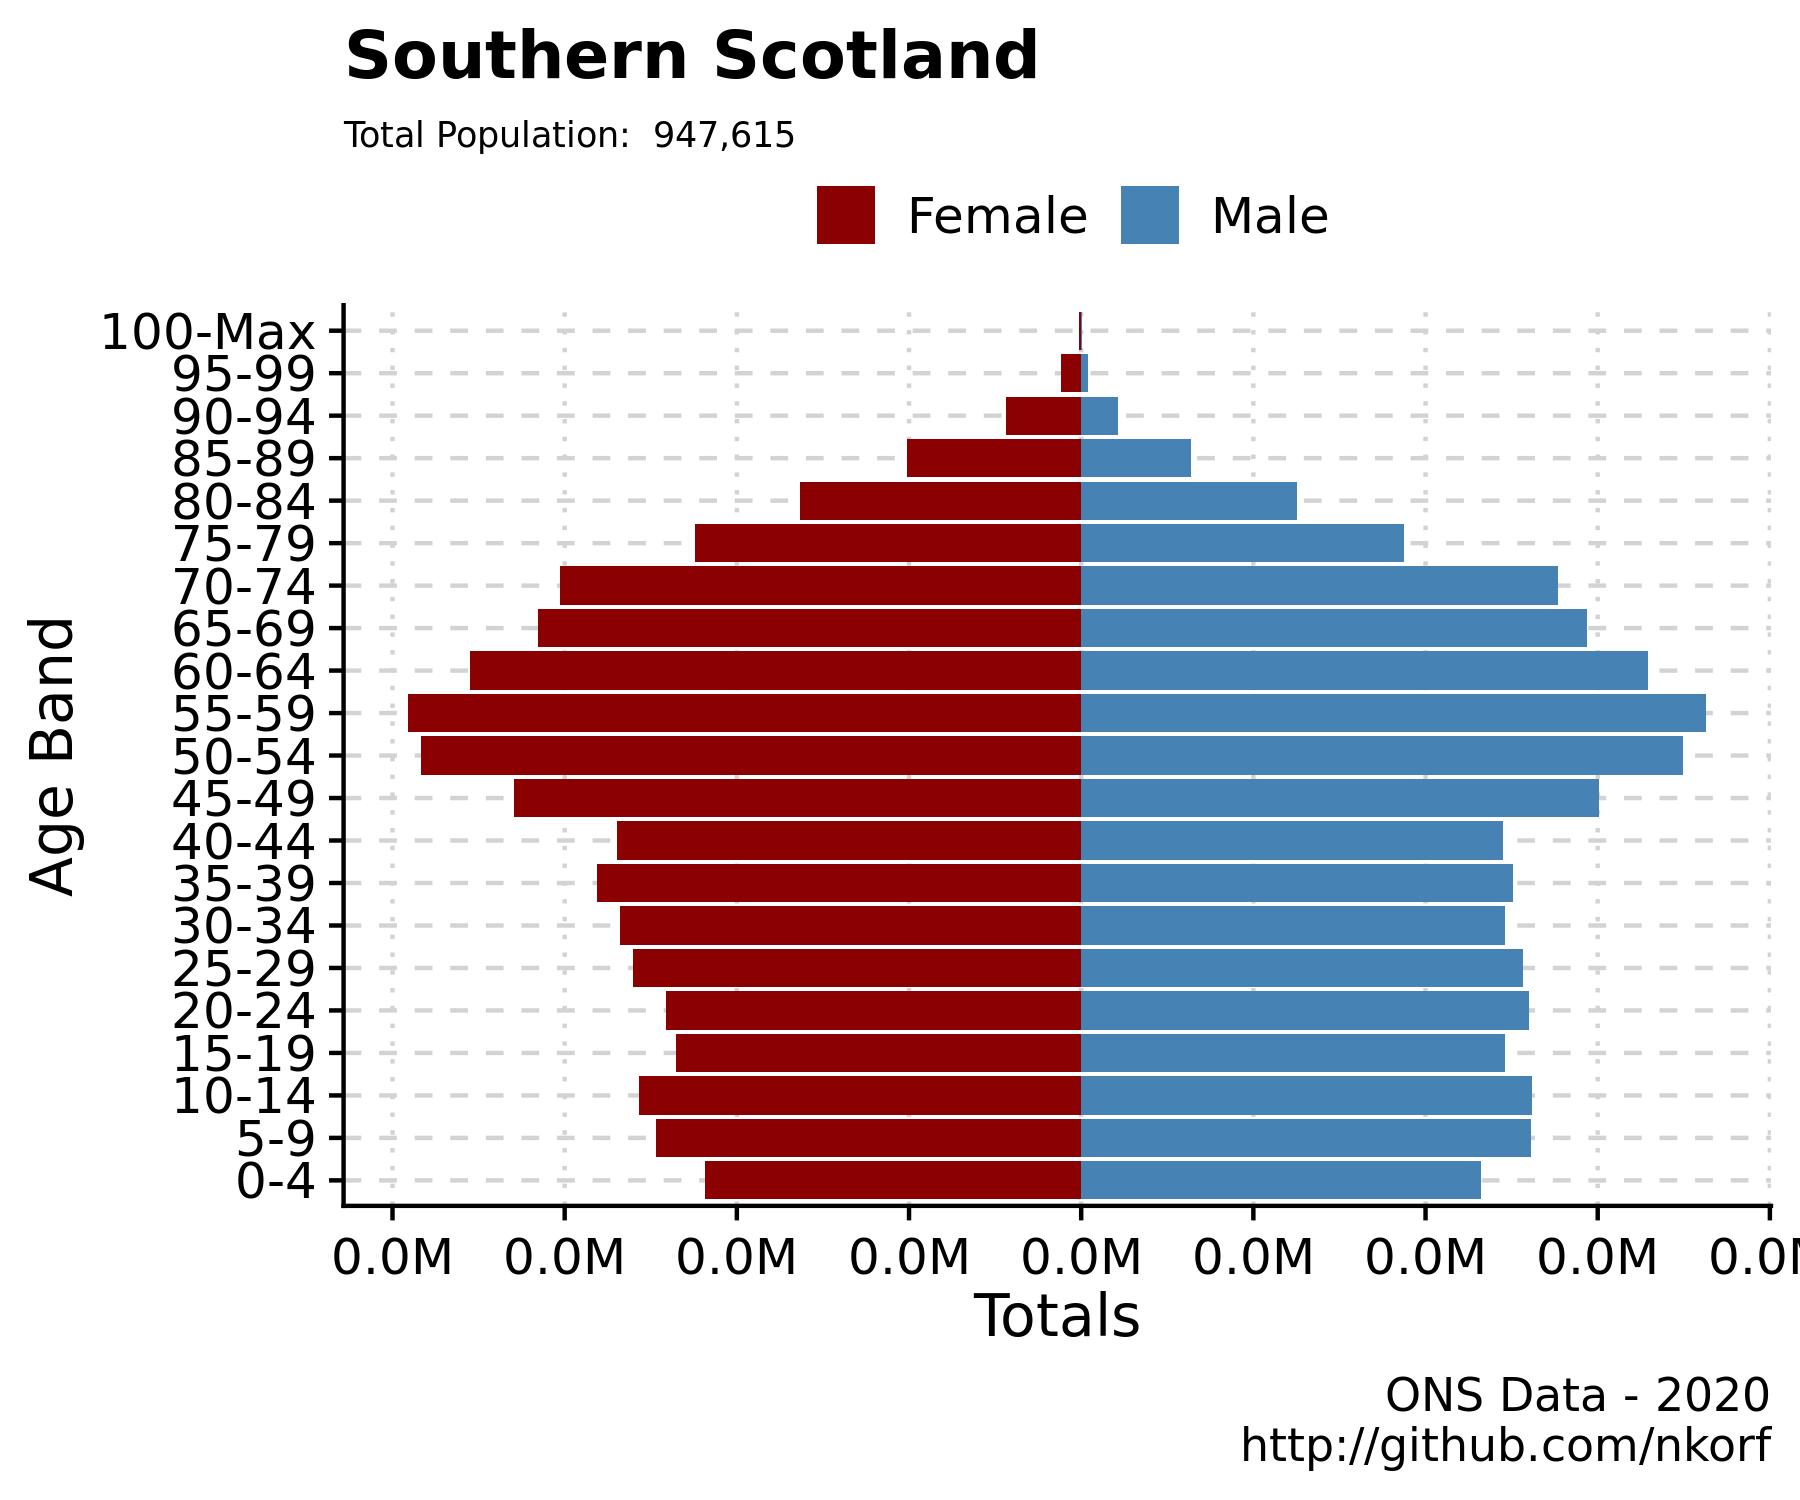 Southern Scotland
Total Population:  947,615
Female Male
100-Max
95-99
90-94
85-89
80-84
75-79
70-74
65-69
60-64
55-59
50-54
45-49
40-44
35-39
30-34
25-29
20-24
15-19
10-14
5-9
0-4
Age Band
0.0M 0.0M 0.0M 0.0M 0.0M 0.0M 0.0M 0.0M
Totals
ONS Data - 2020
http://github.com/nkorf